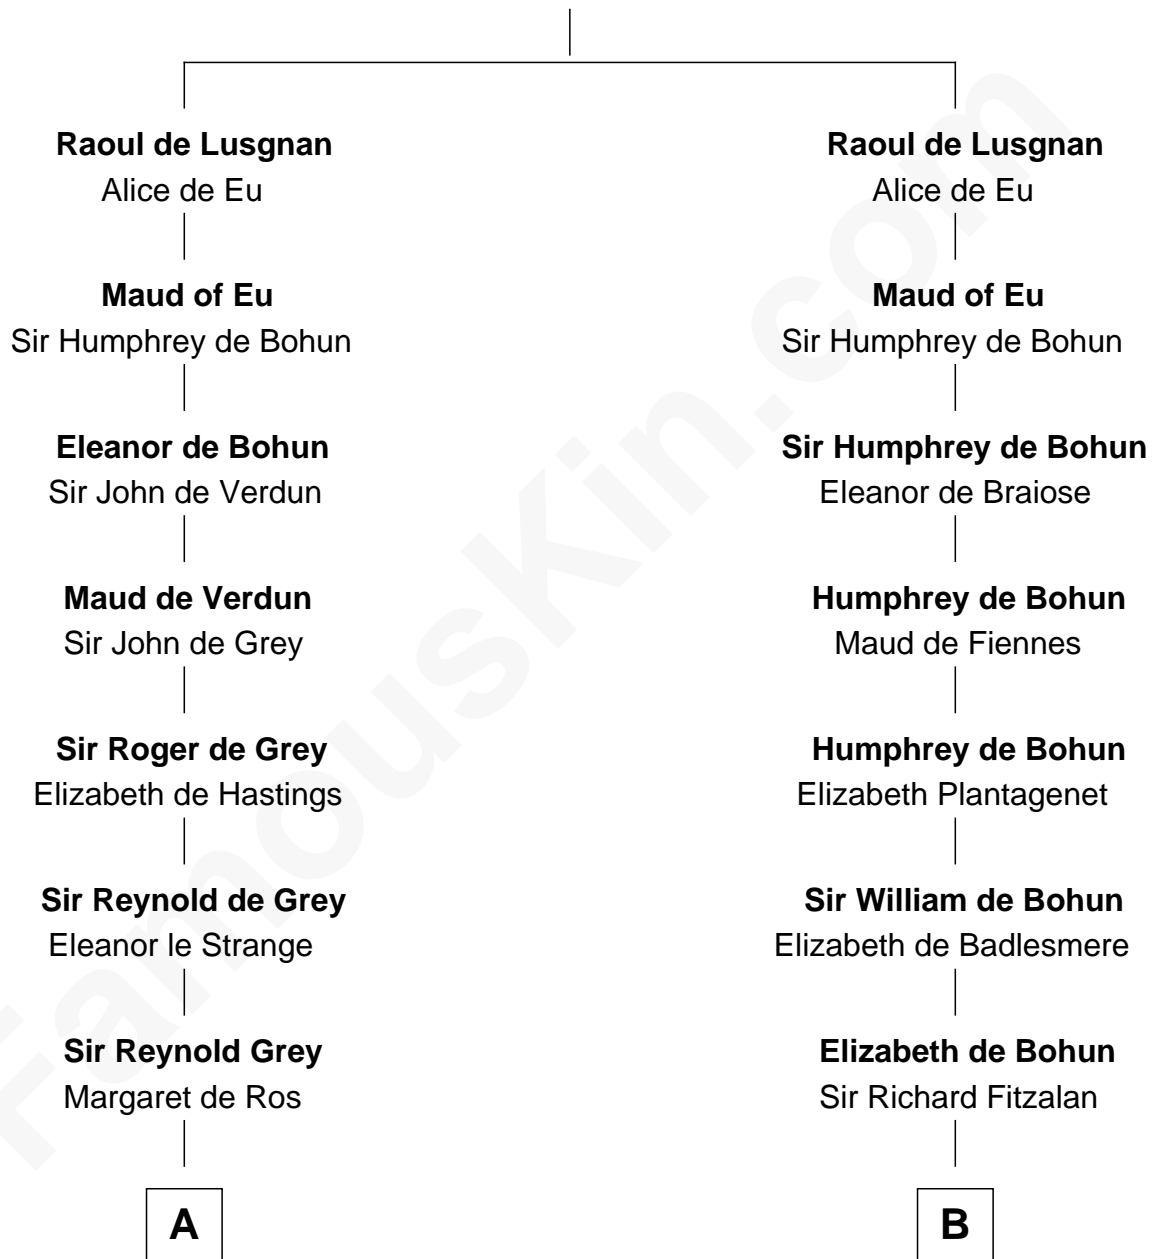 Raoul de Lusgnan
Alice de Eu
Maud of Eu
Sir Humphrey de Bohun
Eleanor de Bohun
Sir John de Verdun
Maud de Verdun
Sir John de Grey
Sir Roger de Grey
Elizabeth de Hastings
Sir Reynold de Grey
Eleanor le Strange
Sir Reynold Grey
Margaret de Ros
A
Raoul de Lusgnan
Alice de Eu
Maud of Eu
Sir Humphrey de Bohun
Sir Humphrey de Bohun
Eleanor de Braiose
Humphrey de Bohun
Maud de Fiennes
Humphrey de Bohun
Elizabeth Plantagenet
Sir William de Bohun
Elizabeth de Badlesmere
Elizabeth de Bohun
Sir Richard Fitzalan
B
FamousKin.com